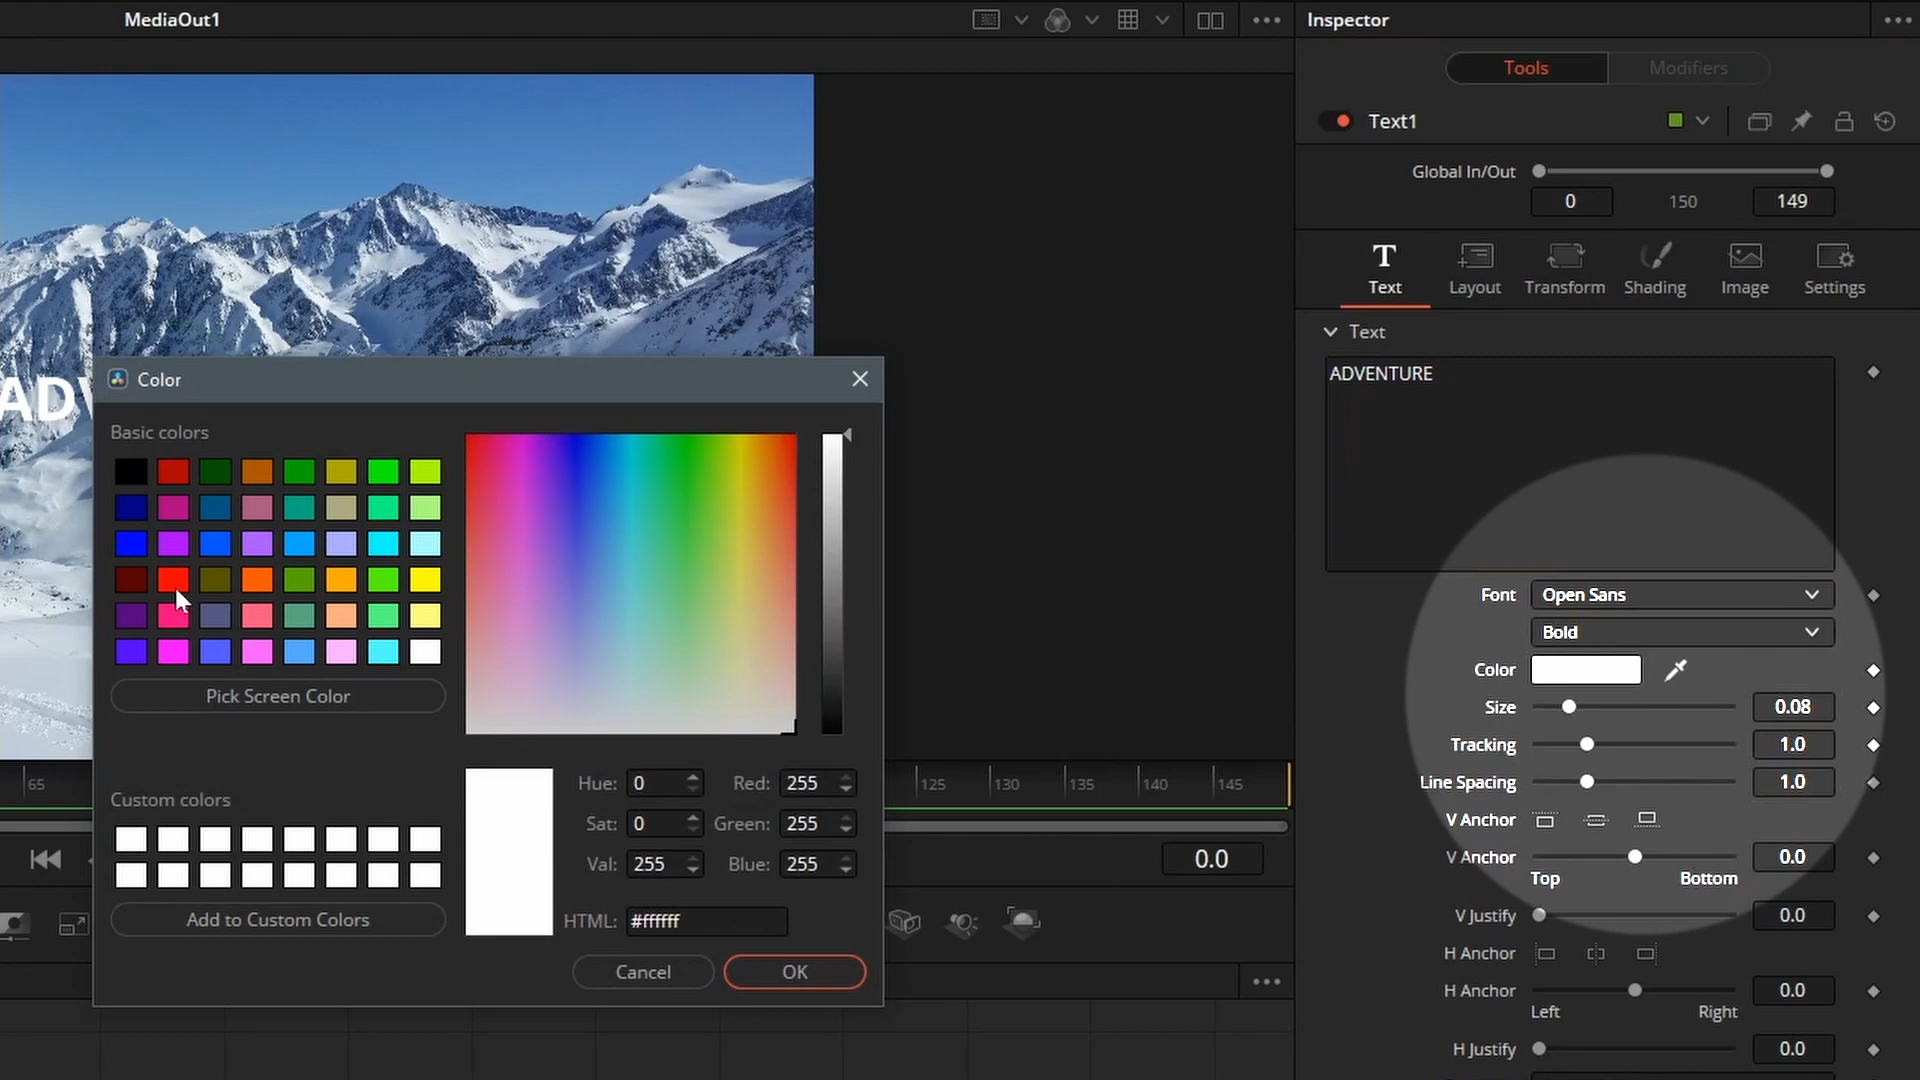 MediaOut1
Inspector
Tools
Modifiers
Text1
Global In/Out
0
150
149
Text
Layout
Transform
Shading
Image
Settings
Text
ADVENTURE
ADV
Color
Basic colors
Pick Screen Color
Custom colors
Add to Custom Colors
Hue: 0
Red: 255
Sat: 0
Green: 255
Val: 255
Blue: 255
HTML: #ffffff
Cancel
OK
65
125
130
135
140
145
0.0
Font
Open Sans
Bold
Color
Size
0.08
Tracking
1.0
Line Spacing
1.0
V Anchor
V Anchor
0.0
Top
Bottom
V Justify
0.0
H Anchor
H Anchor
0.0
Left
Right
H Justify
0.0